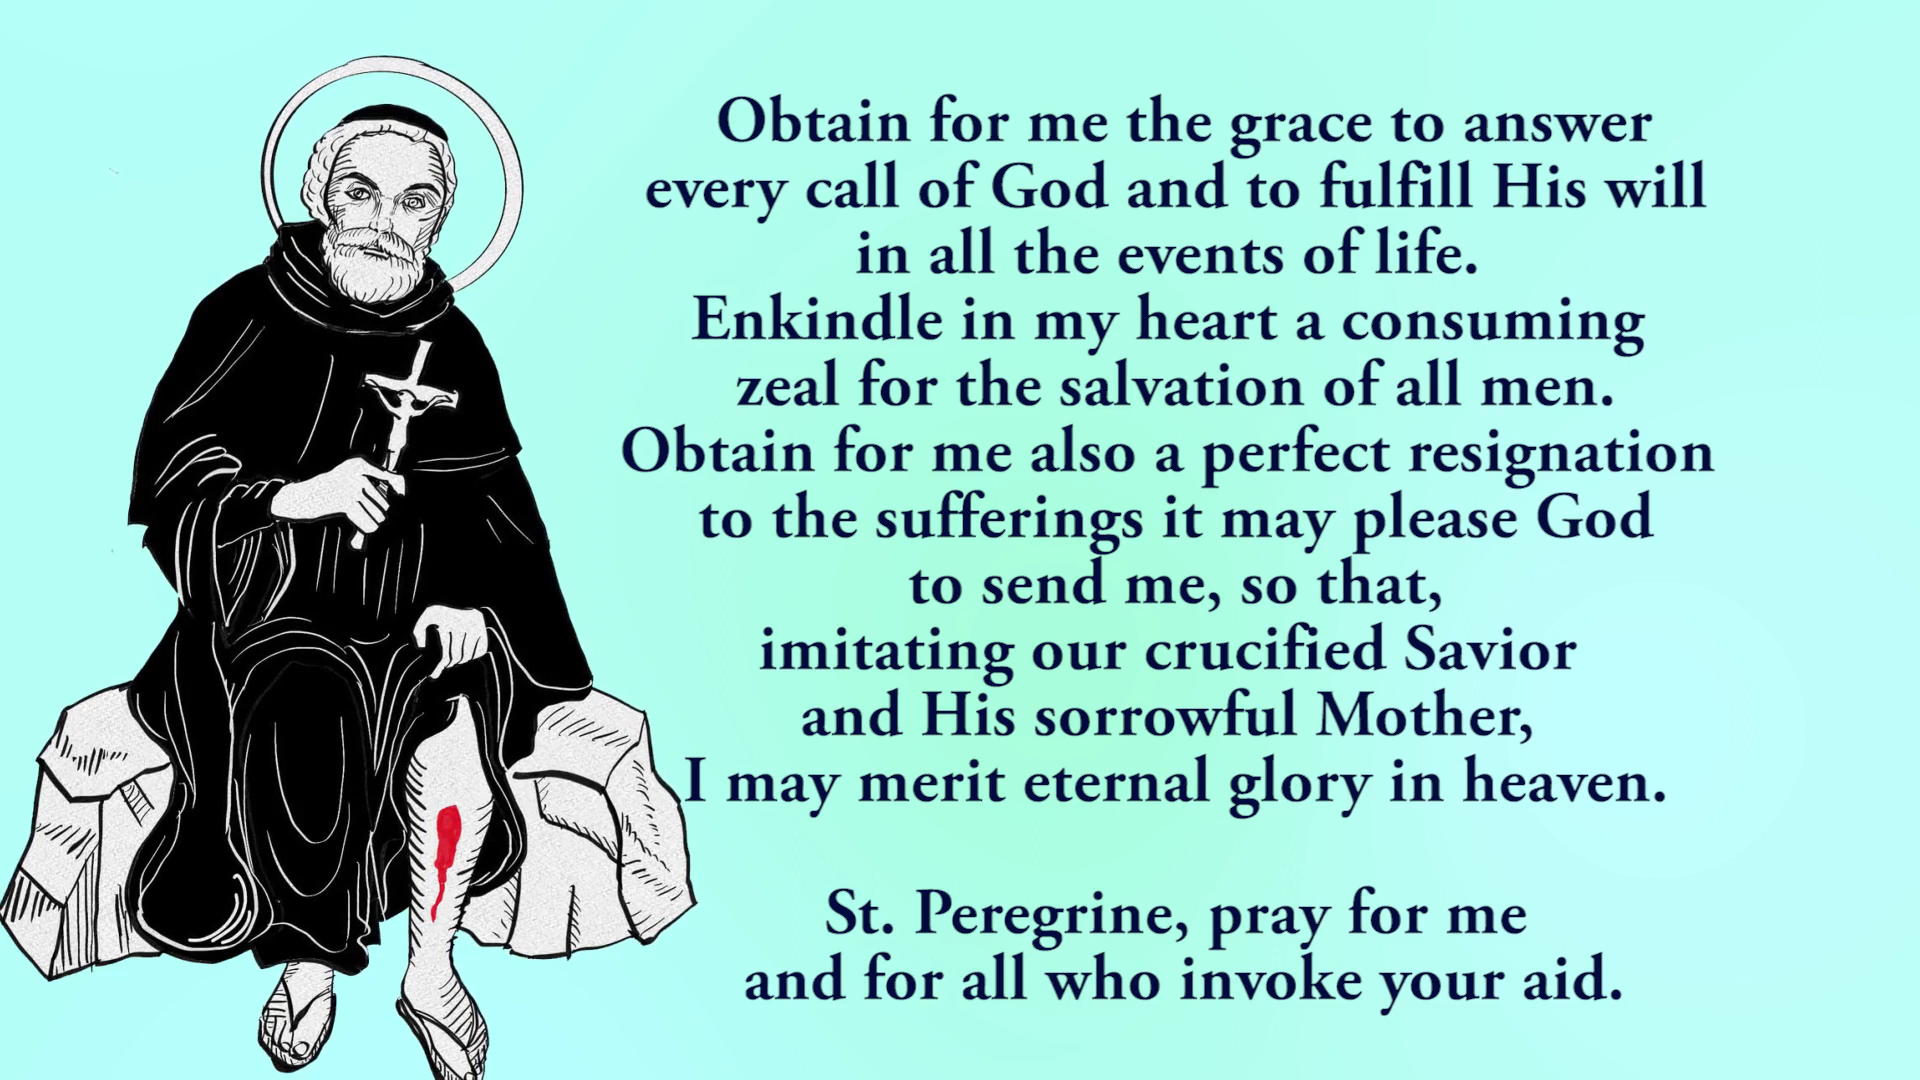 Obtain for me the grace to answer
every call of God and to fulfill His will
in all the events of life.
Enkindle in my heart a consuming
zeal for the salvation of all men.
Obtain for me also a perfect resignation
to the sufferings it may please God
to send me, so that,
imitating our crucified Savior
and His sorrowful Mother,
I may merit eternal glory in heaven.
St. Peregrine, pray for me
and for all who invoke your aid.